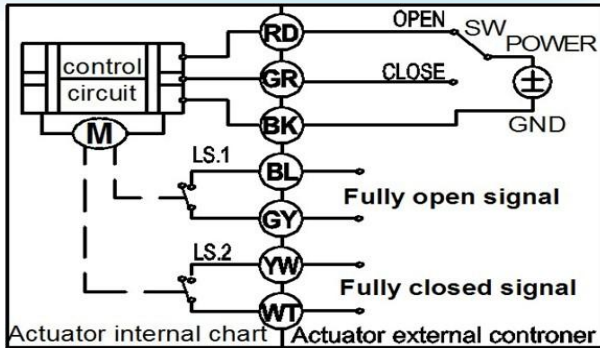 RD
OPEN
SW
POWER
control
circuit
GR
CLOSE
±
BK
GND
M
LS.1
BL
Fully open signal
GY
LS.2
YW
Fully closed signal
WT
Actuator internal chart
Actuator external controner